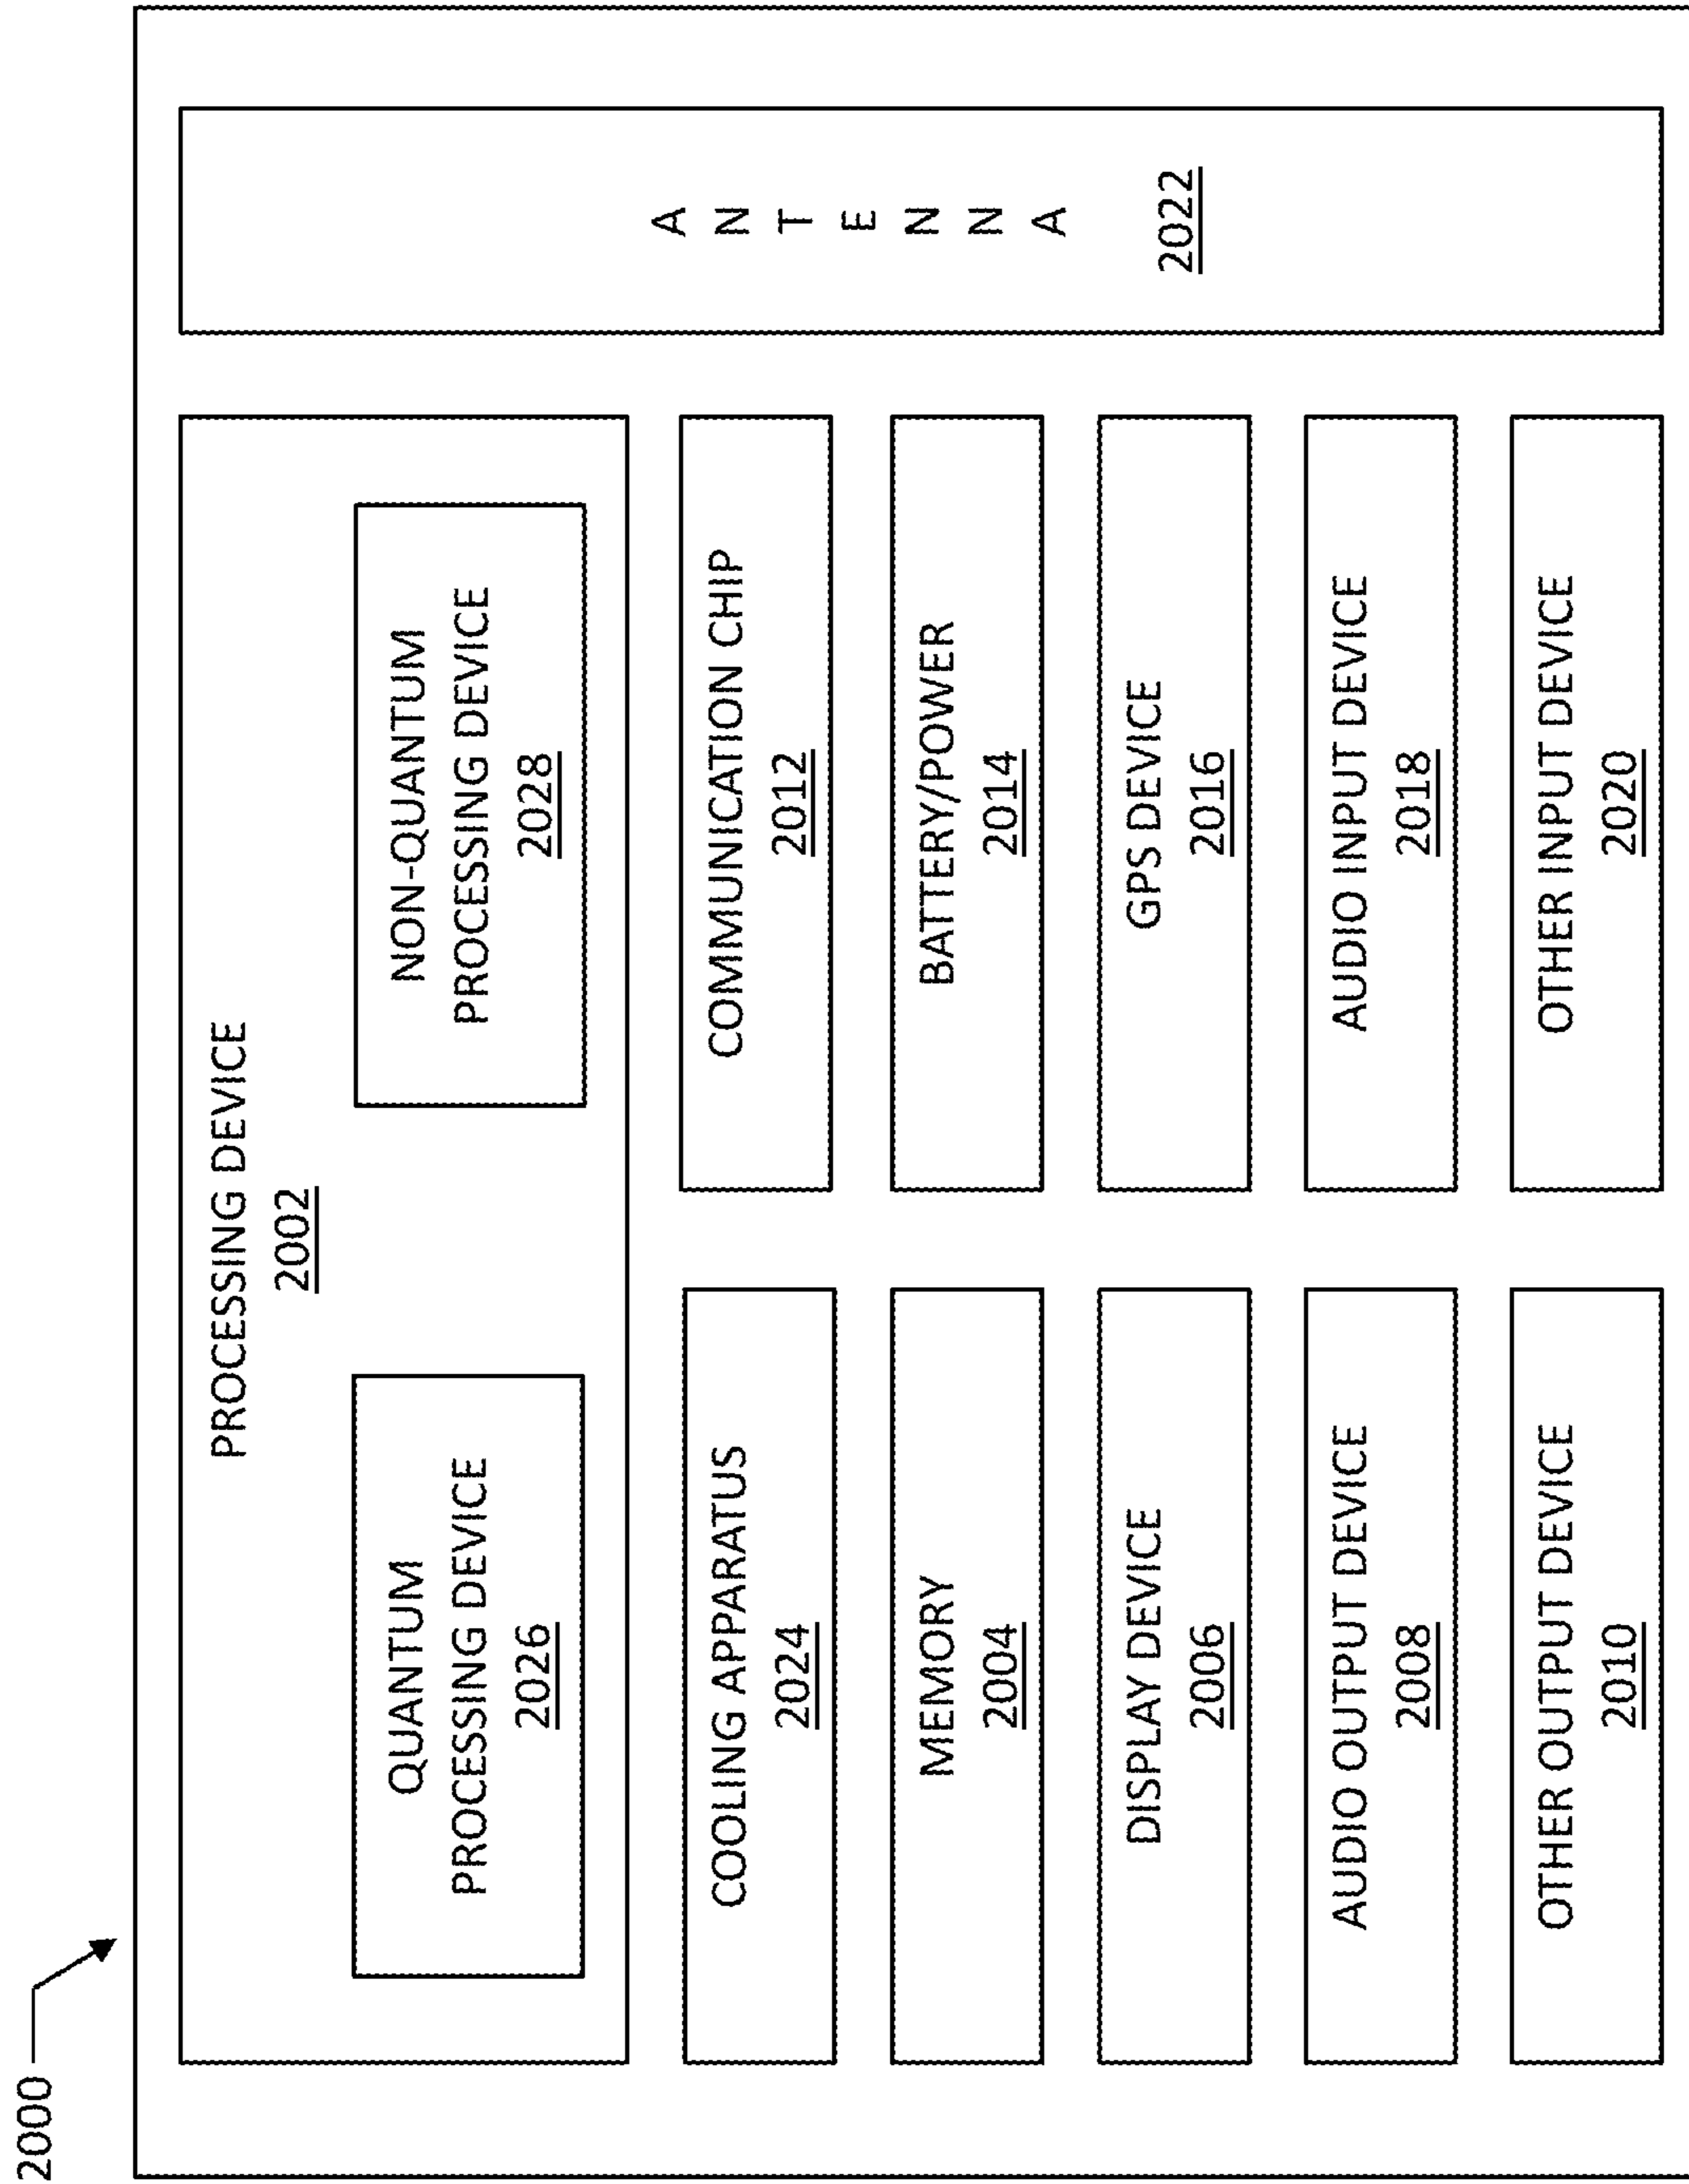 2000
PROCESSING DEVICE
2002
QUANTUM
PROCESSING DEVICE
2026
NON-QUANTUM
PROCESSING DEVICE
2028
COOLING APPARATUS
2024
COMMUNICATION CHIP
2012
MEMORY
2004
BATTERY/POWER
2014
DISPLAY DEVICE
2006
GPS DEVICE
2016
AUDIO OUTPUT DEVICE
2008
AUDIO INPUT DEVICE
2018
OTHER OUTPUT DEVICE
2010
OTHER INPUT DEVICE
2020
A
N
T
E
N
N
A
2022